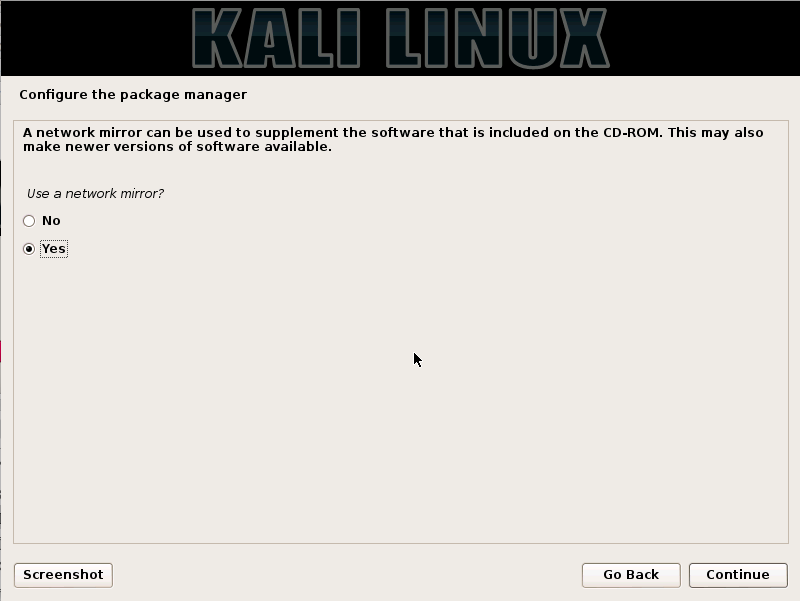 KALI LINUX
Configure the package manager
A network mirror can be used to supplement the software that is included on the CD-ROM. This may also
make newer versions of software available.
Use a network mirror?
No
Yes
Screenshot
Go Back
Continue